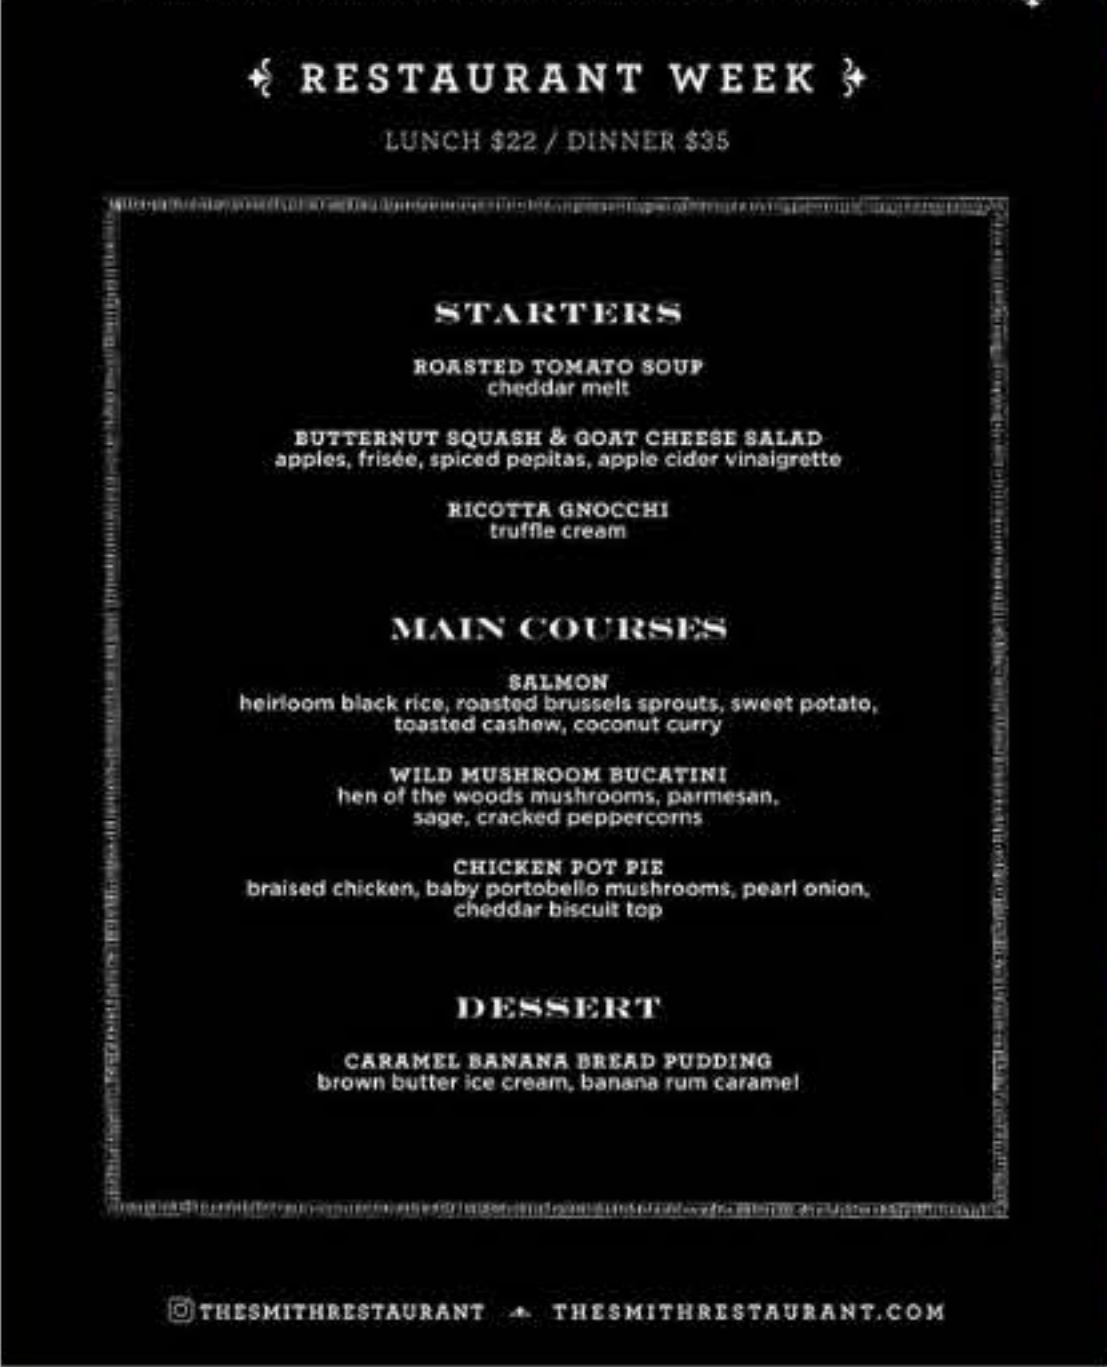 RESTAURANT WEEK
LUNCH $22 / DINNER $35
STARTERS
ROASTED TOMATO SOUP
cheddar melt
BUTTERNUT SQUASH & GOAT CHEESE SALAD
apples, frisée, spiced pepitas, apple cider vinaigrette
RICOTTA GNOCCHI
truffle cream
MAIN COURSES
SALMON
heirloom black rice, roasted brussels sprouts, sweet potato,
toasted cashew, coconut curry
WILD MUSHROOM BUCATINI
hen of the woods mushrooms, parmesan,
sage, cracked peppercorns
CHICKEN POT PIE
braised chicken, baby portobello mushrooms, pearl onion,
cheddar biscuit top
DESSERT
CARAMEL BANANA BREAD PUDDING
brown butter ice cream, banana rum caramel
THESMITHRESTAURANT THESMITHRESTAURANT.COM